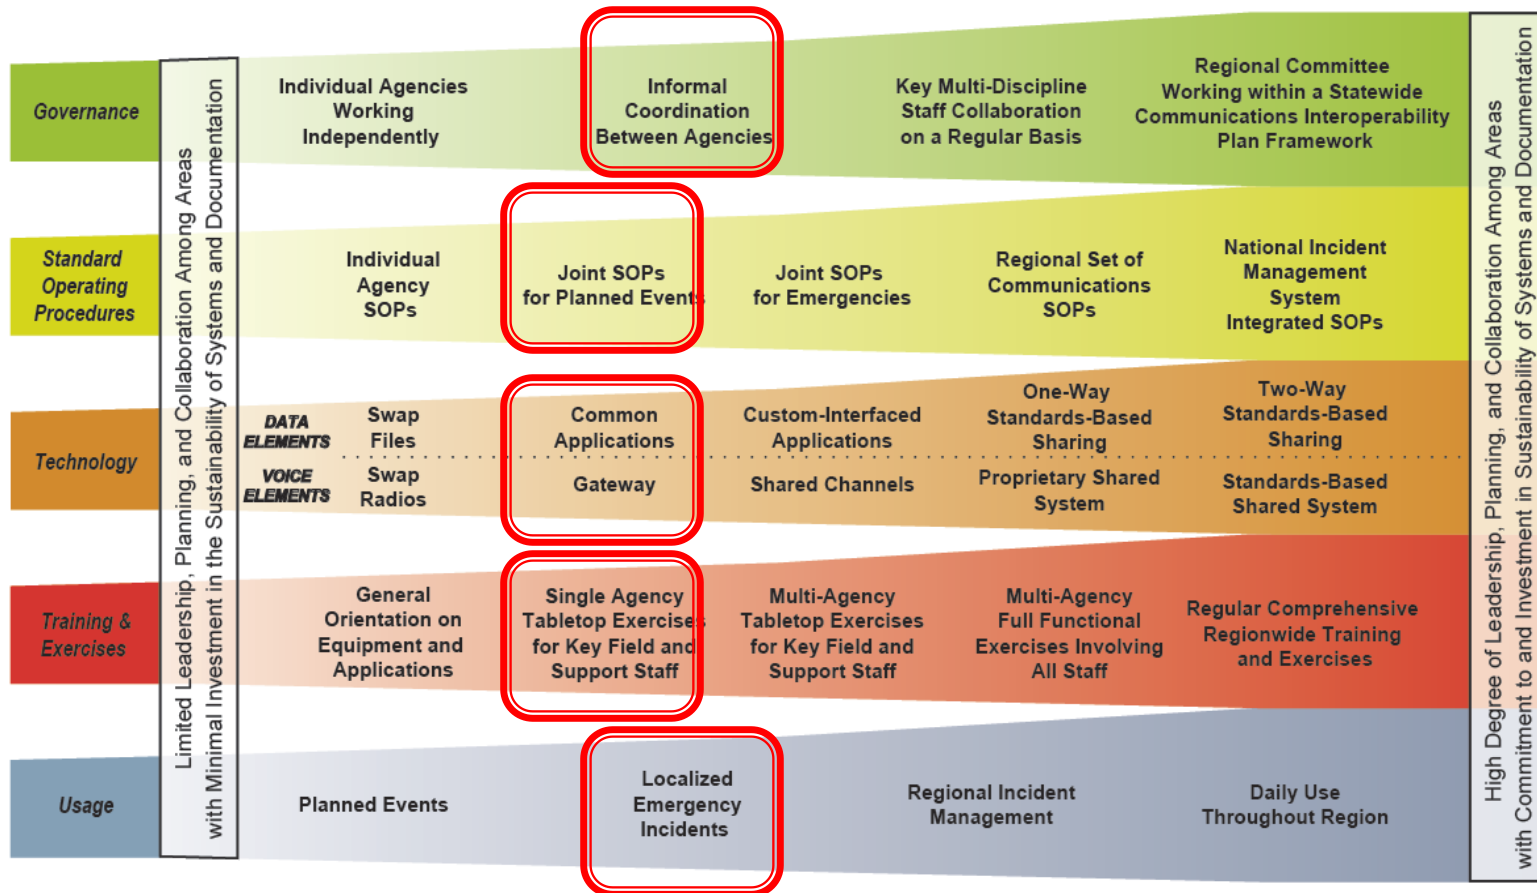 Limited Leadership, Planning, and Collaboration Among Areas
with Minimal Investment in the Sustainability of Systems and Documentation
Governance
Individual Agencies
Working
Independently
Informal
Coordination
Between Agencies
Key Multi-Discipline
Staff Collaboration
on a Regular Basis
Regional Committee
Working within a Statewide
Communications Interoperability
Plan Framework
Standard
Operating
Procedures
Individual
Agency
SOPs
Joint SOPs
for Planned Events
Joint SOPs
for Emergencies
Regional Set of
Communications
SOPs
National Incident
Management
System
Integrated SOPs
Technology
DATA
ELEMENTS
Swap
Files
Common
Applications
Custom-Interfaced
Applications
One-Way
Standards-Based
Sharing
Two-Way
Standards-Based
Sharing
VOICE
ELEMENTS
Swap
Radios
Gateway
Shared Channels
Proprietary Shared
System
Standards-Based
Shared System
Training &
Exercises
General
Orientation on
Equipment and
Applications
Single Agency
Tabletop Exercises
for Key Field and
Support Staff
Multi-Agency
Tabletop Exercises
for Key Field and
Support Staff
Multi-Agency
Full Functional
Exercises Involving
All Staff
Regular Comprehensive
Regionwide Training
and Exercises
Usage
Planned Events
Localized
Emergency
Incidents
Regional Incident
Management
Daily Use
Throughout Region
High Degree of Leadership, Planning, and Collaboration Among Areas
with Commitment to and Investment in Sustainability of Systems and Documentation